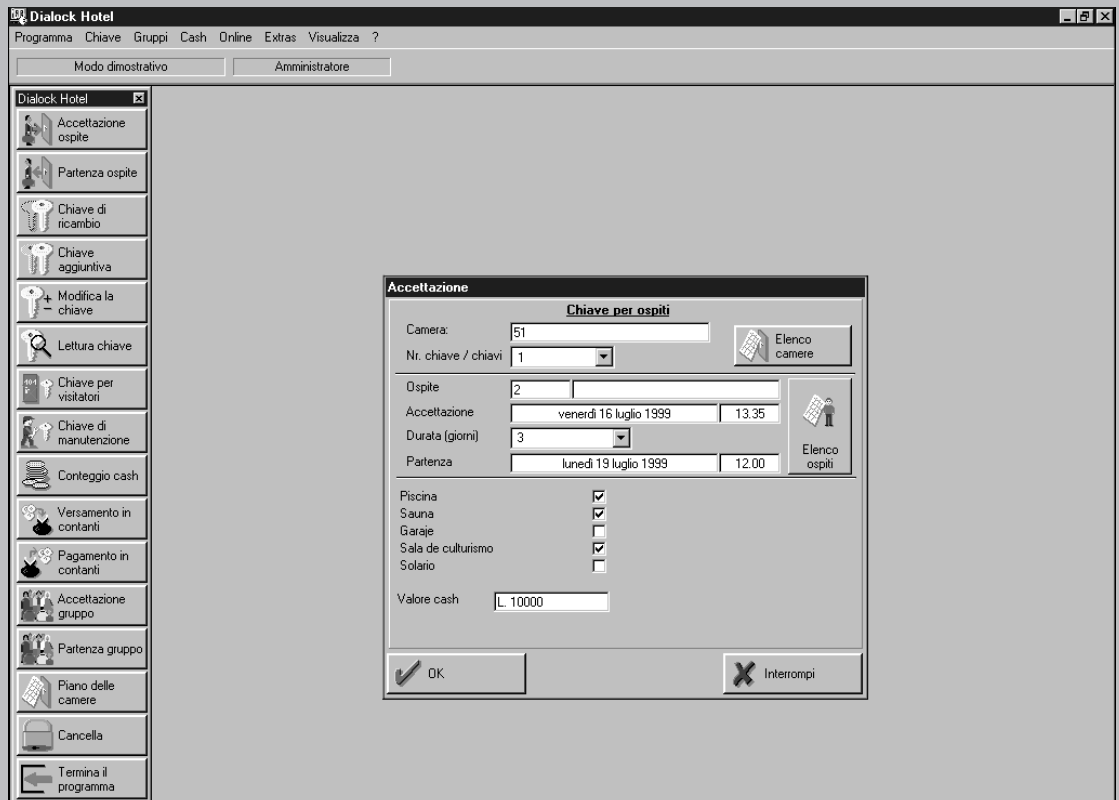 Dialock Hotel
Programma Chiave Gruppi Cash Online Extras Visualizza ?
Modo dimostrativo Amministratore
Dialock Hotel
Accettazione
ospite
Partenza ospite
Chiave di
ricambio
Chiave
aggiuntiva
Modifica la
chiave
Lettura chiave
Chiave per
visitatori
Chiave di
manutenzione
Conteggio cash
Versamento in
contanti
Pagamento in
contanti
Accettazione
gruppo
Partenza gruppo
Piano delle
camere
Cancella
Termina il
programma
Accettazione
Chiave per ospiti
Camera: 51
Nr. chiave / chiavi 1
Elenco
camere
Ospite 2
Accettazione venerdì 16 luglio 1999 13.35
Durata (giorni) 3
Partenza lunedì 19 luglio 1999 12.00
Elenco
ospiti
Piscina
Sauna
Garaje
Sala de culturismo
Solario
Valore cash L. 10000
OK
Interrompi